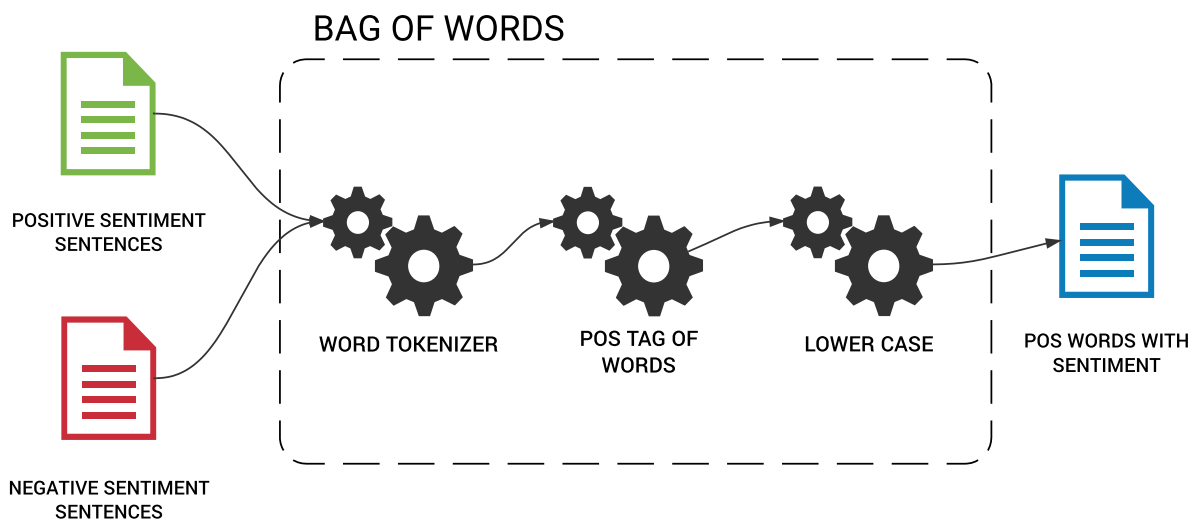 BAG OF WORDS
POSITIVE SENTIMENT
SENTENCES
NEGATIVE SENTIMENT
SENTENCES
WORD TOKENIZER
POS TAG OF
WORDS
LOWER CASE
POS WORDS WITH
SENTIMENT